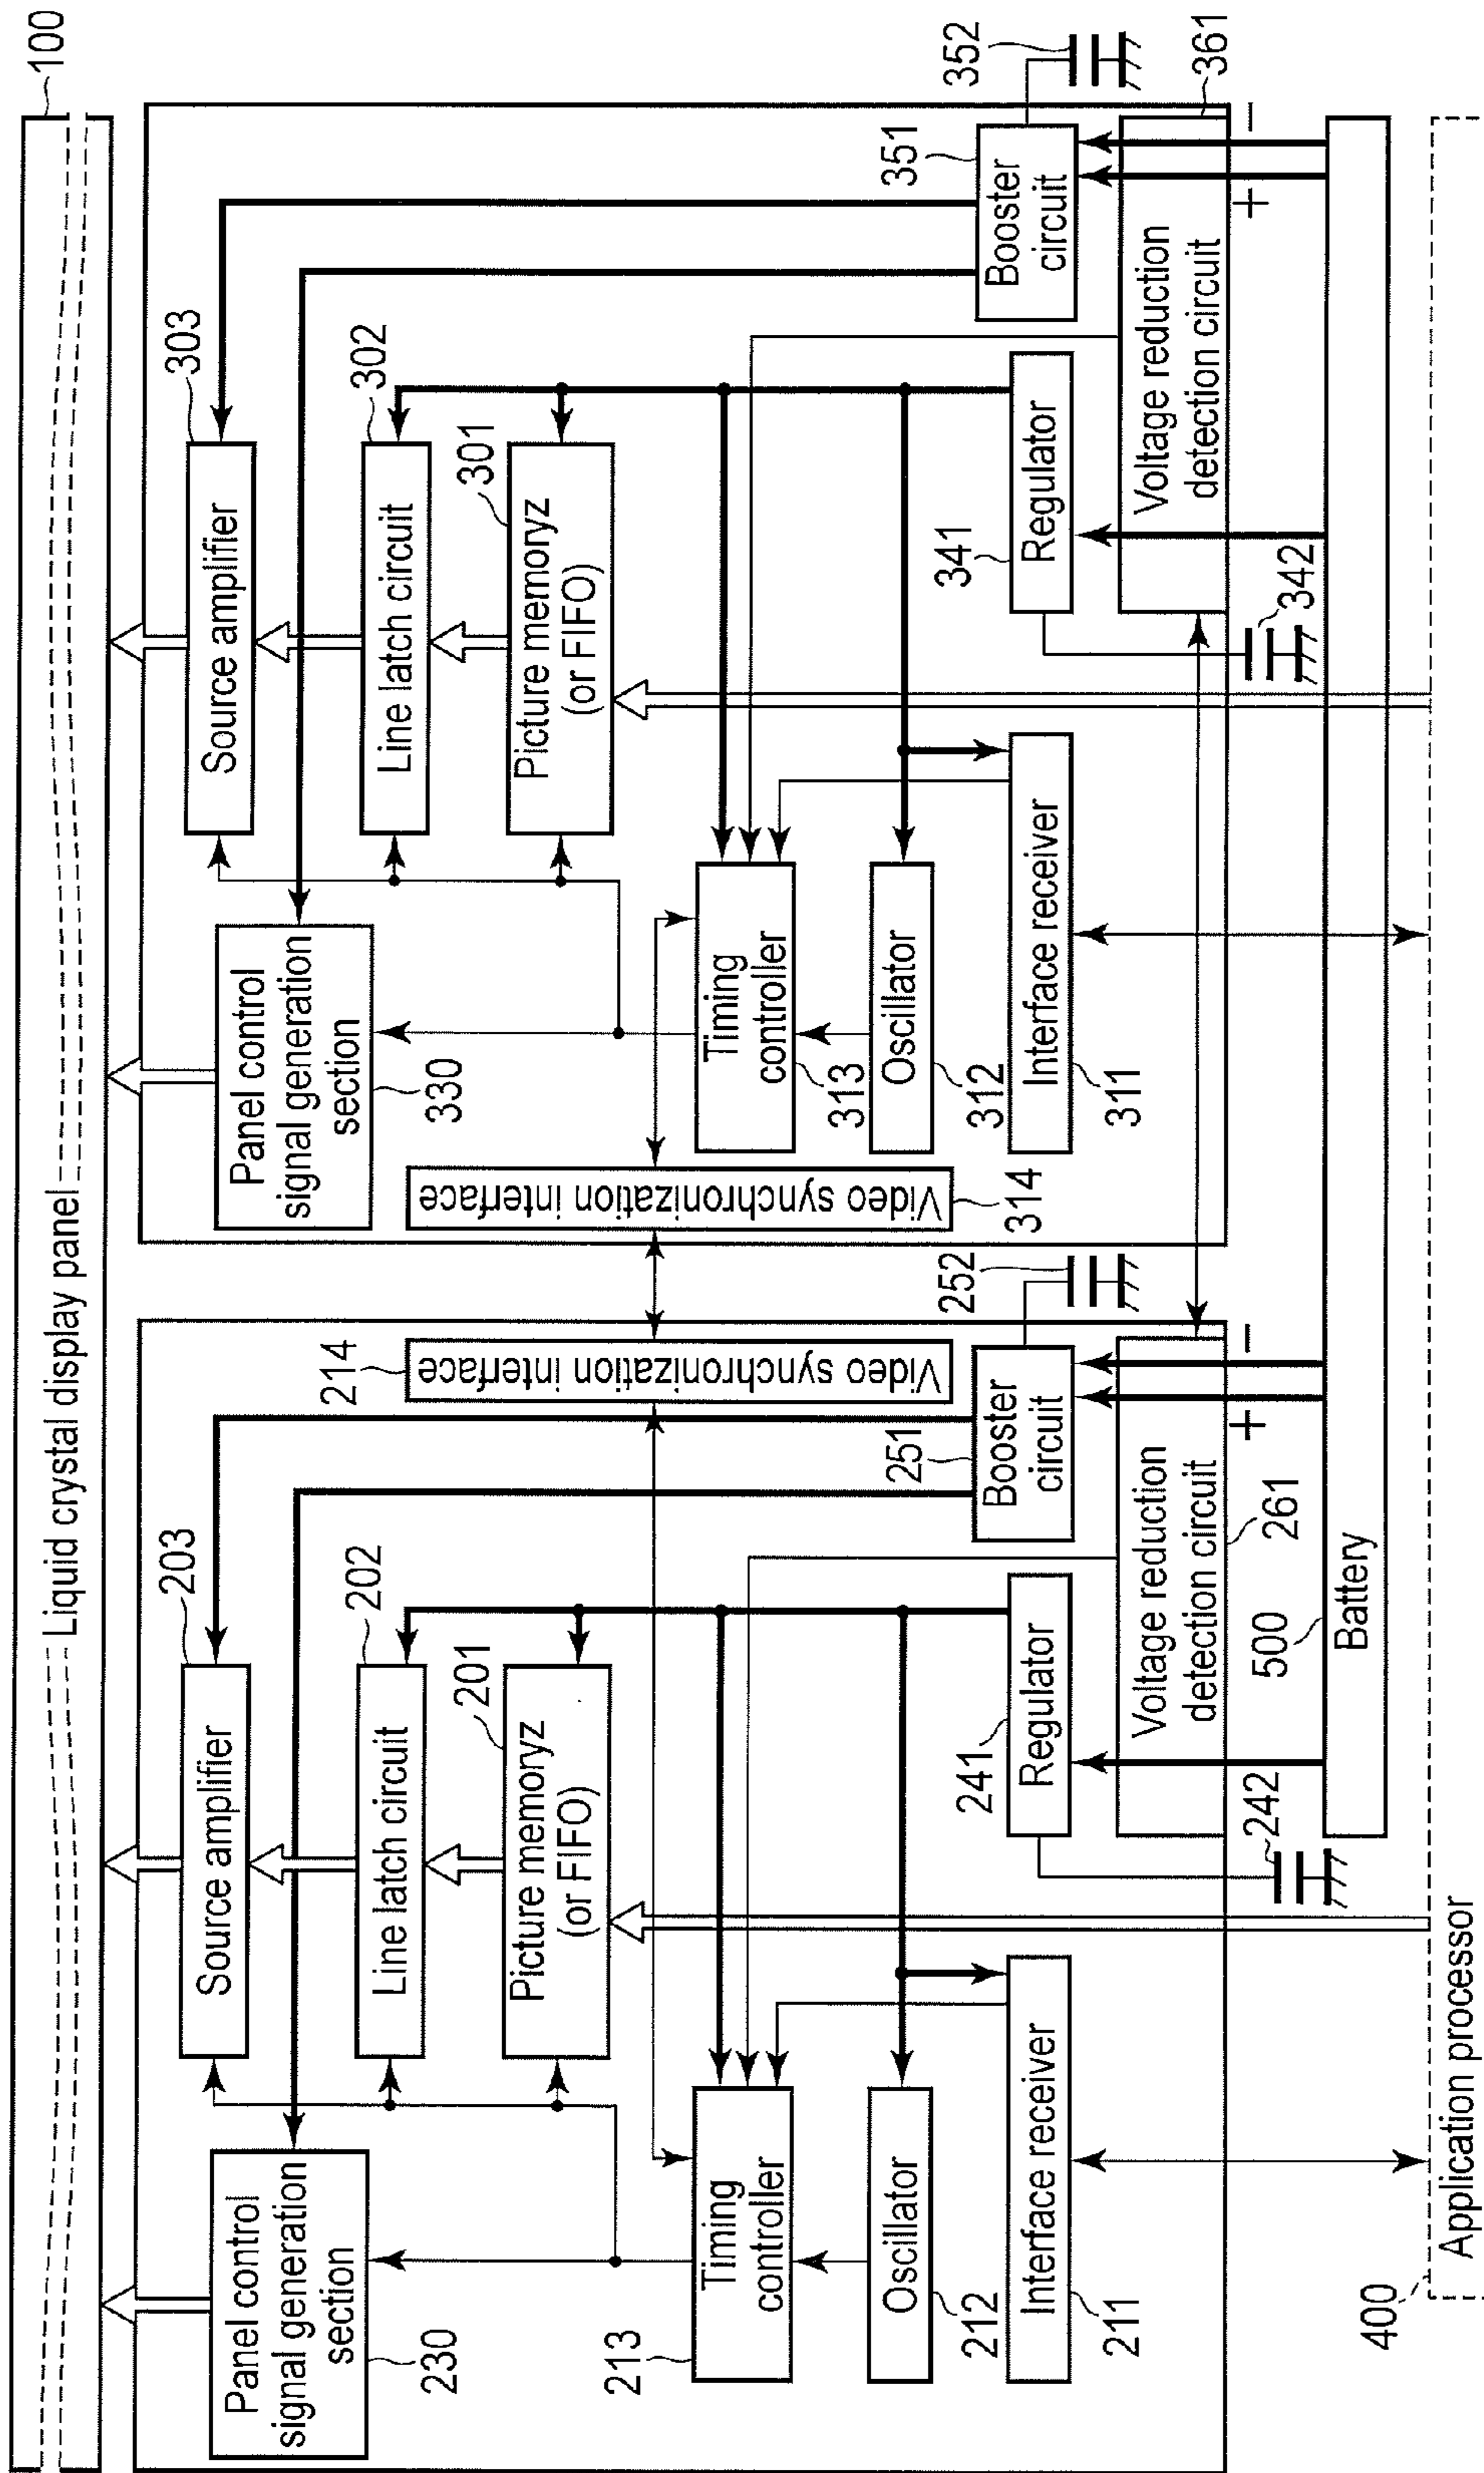 100
Liquid crystal display panel
Panel control
signal generation
section
230
Source amplifier
203
Line latch circuit
202
Picture memoryz
(or FIFO)
201
Timing
controller
213
Oscillator
212
Interface receiver
211
Regulator
241
242
Booster
circuit
251
252
Video synchronization interface
214
Voltage reduction
detection circuit
261
+
−
Panel control
signal generation
section
330
Source amplifier
303
Line latch circuit
302
Picture memoryz
(or FIFO)
301
Timing
controller
313
Oscillator
312
Interface receiver
311
Regulator
341
342
Booster
circuit
351
352
Video synchronization interface
314
Voltage reduction
detection circuit
361
+
−
Battery
500
Application processor
400